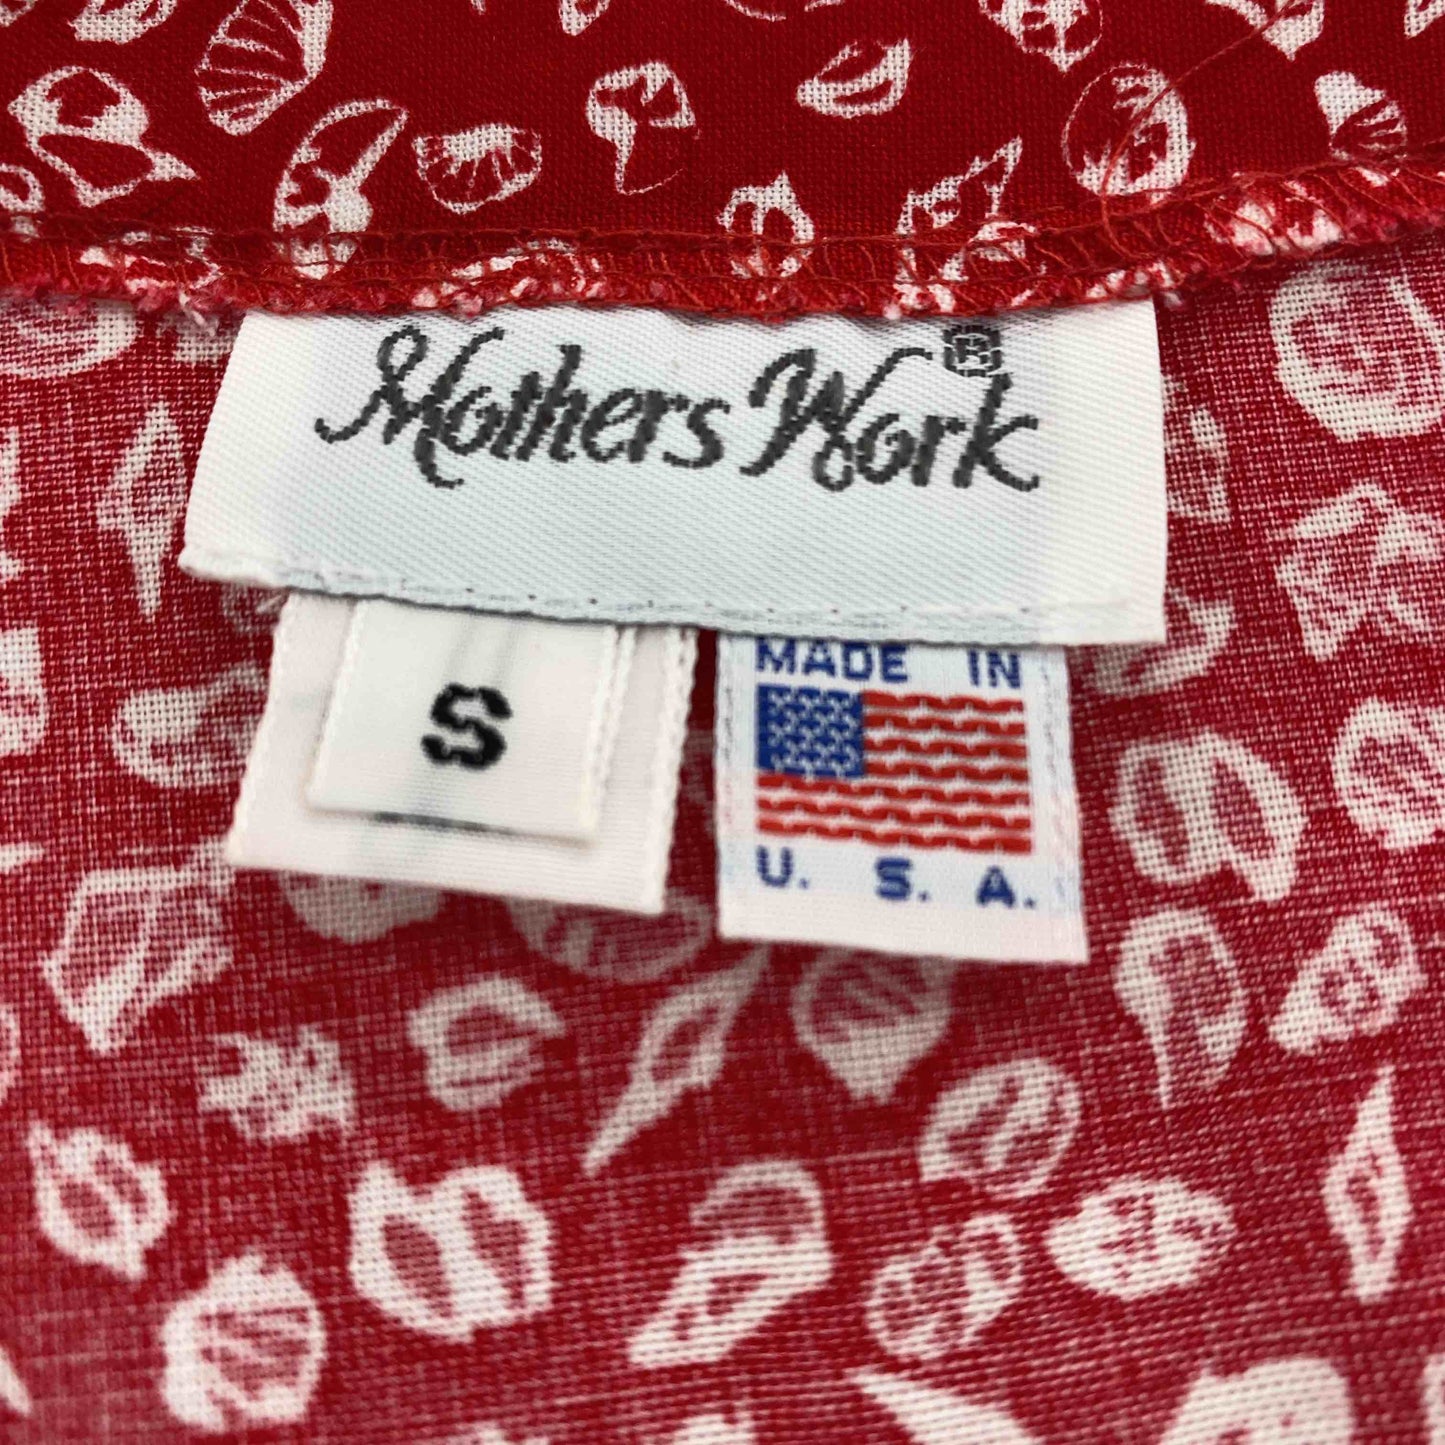 Mothers Work®
S
MADE IN
U. S. A.